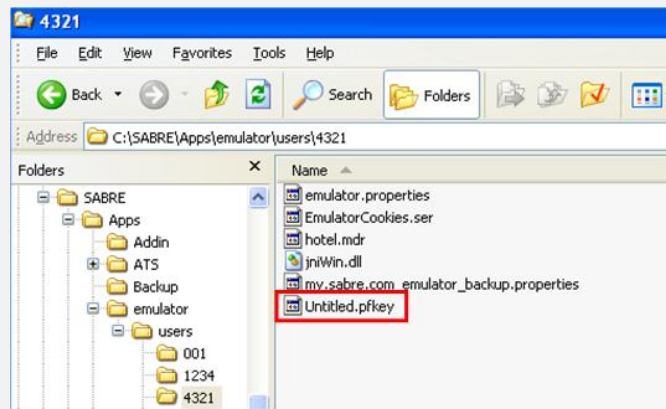 4321
File Edit View Favorites Tools Help
Back Search Folders
Address C:\SABRE\Apps\emulator\users\4321
Folders X Name
SABRE
Apps
Addin
ATS
Backup
emulator
users
001
1234
4321
emulator.properties
EmulatorCookies.ser
hotel.mdr
jniWin.dll
my.sabre.com_emulator_backup.properties
Untitled.pfkey